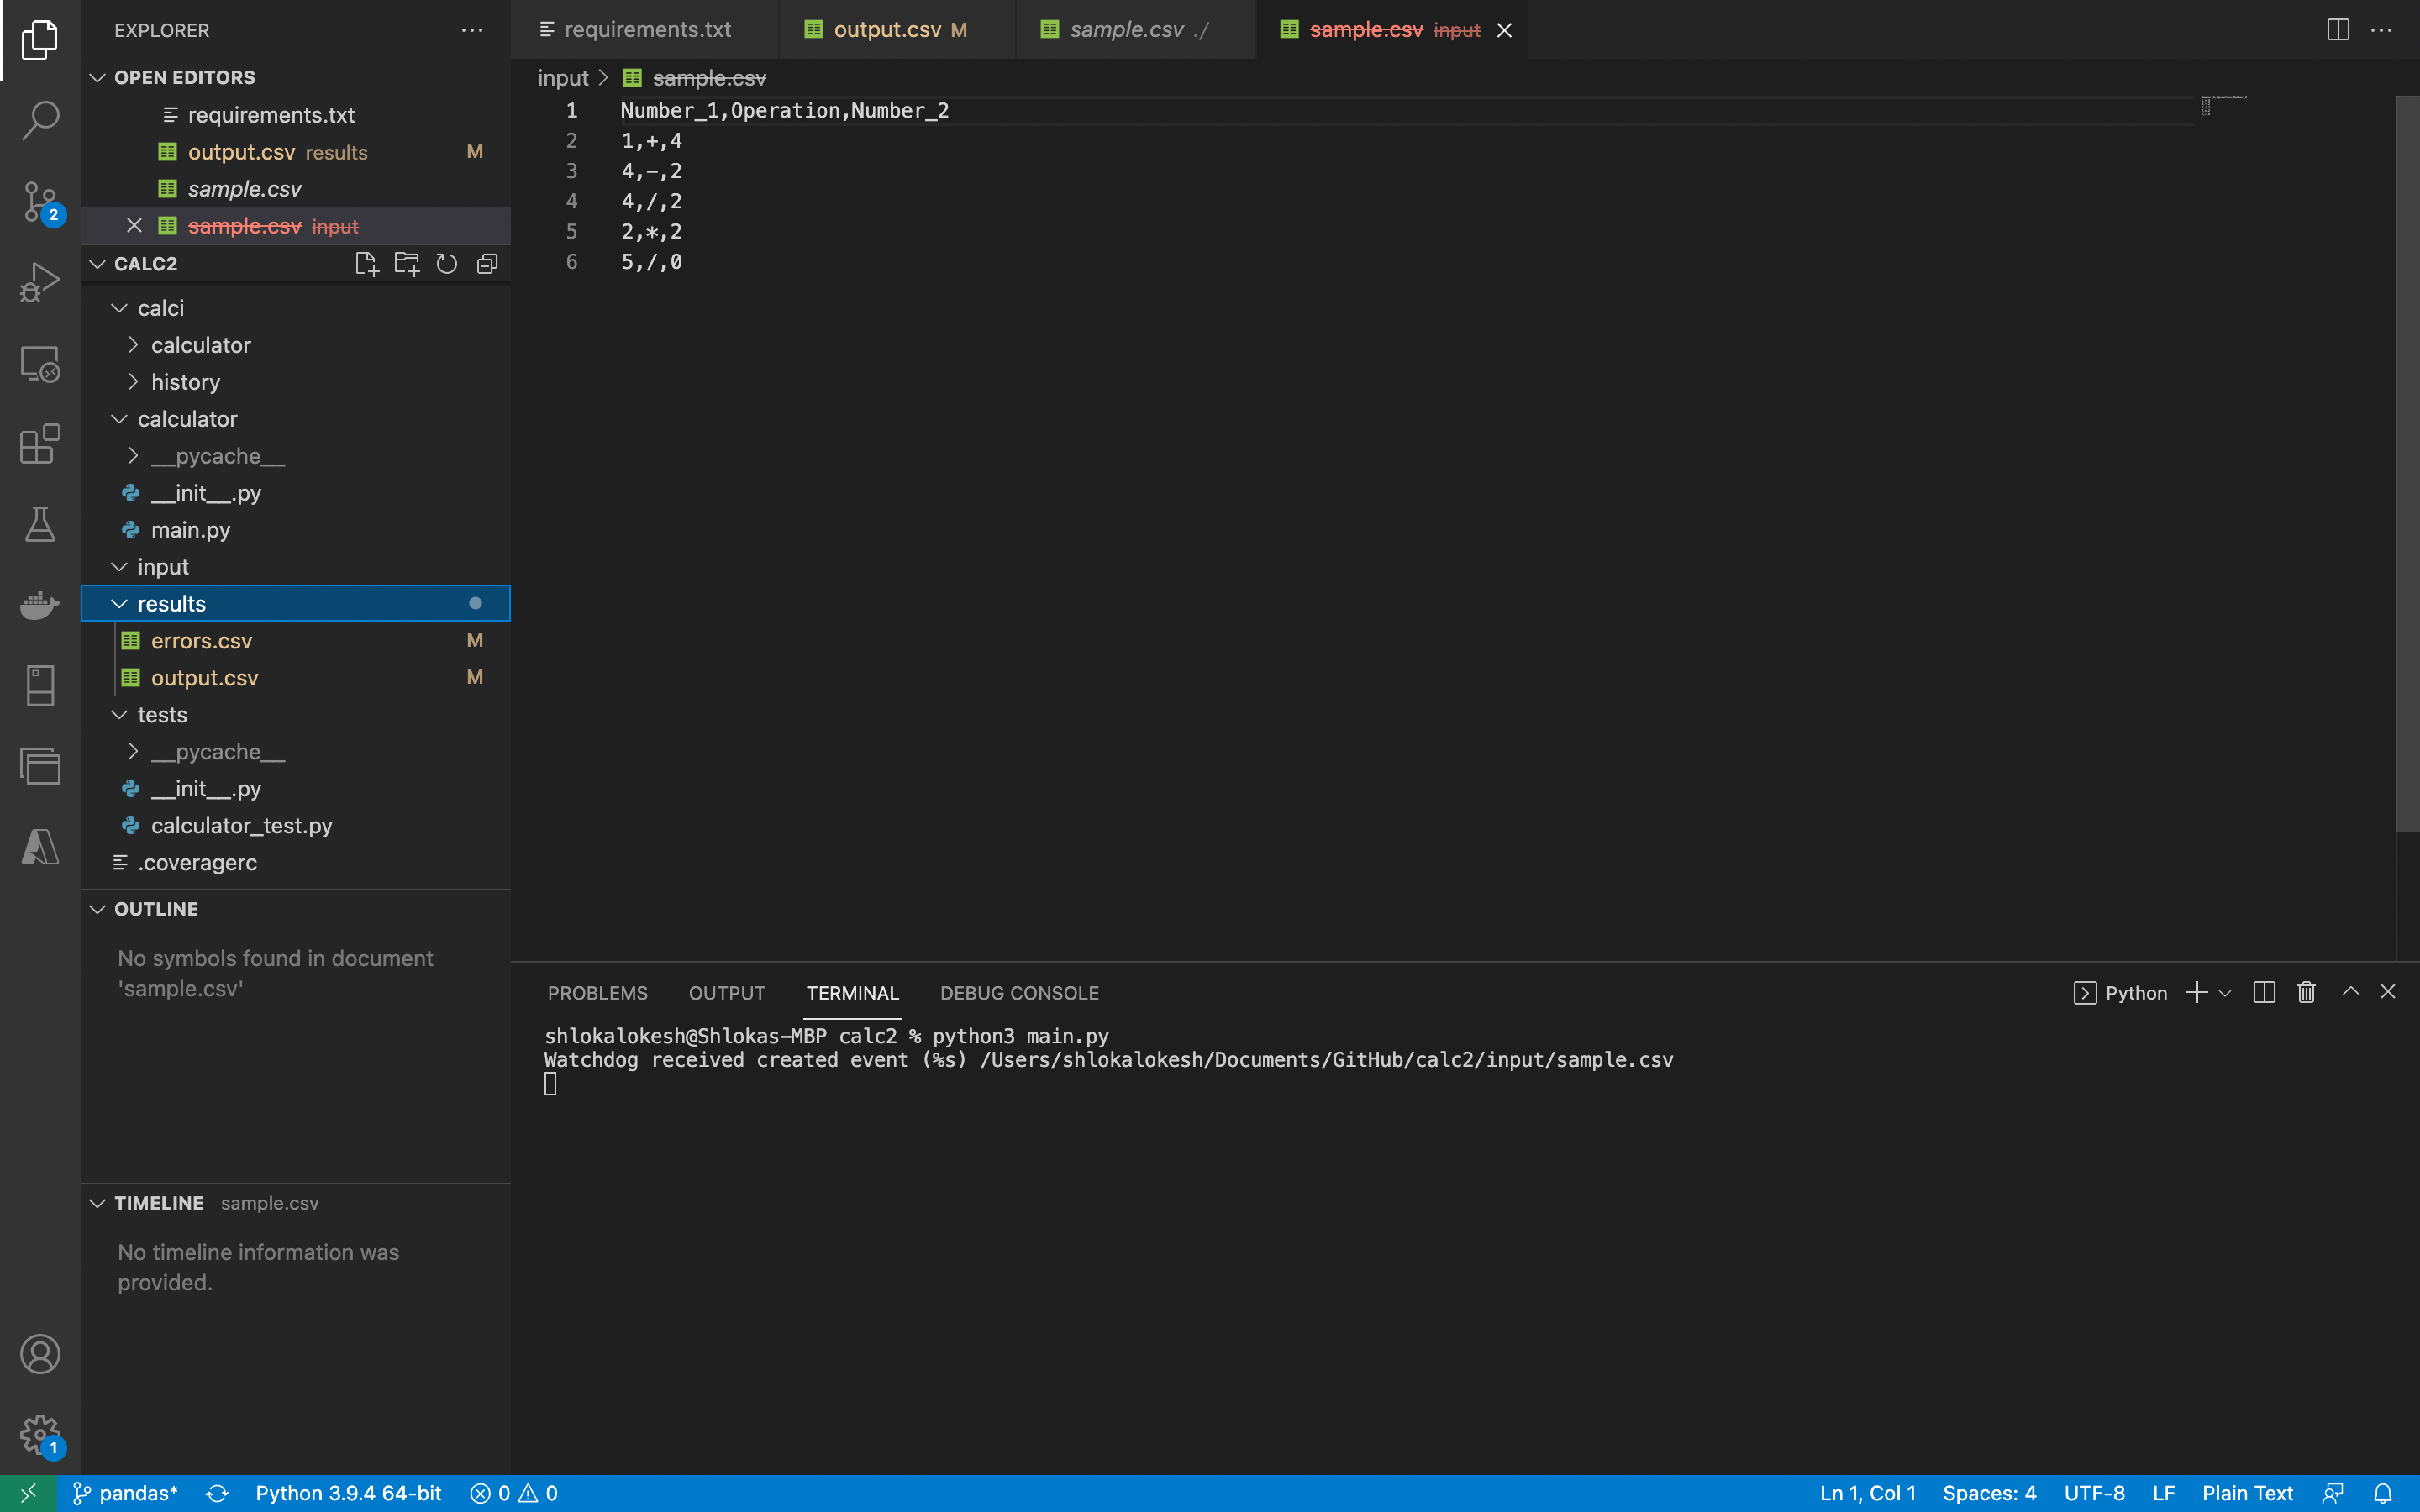 EXPLORER
OPEN EDITORS
requirements.txt
output.csv results M
sample.csv
sample.csv input
CALC2
calci
calculator
history
calculator
__pycache__
__init__.py
main.py
input
results
errors.csv M
output.csv M
tests
__pycache__
__init__.py
calculator_test.py
.coveragerc
OUTLINE
No symbols found in document
'sample.csv'
TIMELINE sample.csv
No timeline information was
provided.
2
1
requirements.txt output.csv M sample.csv ./ sample.csv input
input > sample.csv
1 Number_1,Operation,Number_2
2 1,+,4
3 4,-,2
4 4,/,2
5 2,*,2
6 5,/,0
PROBLEMS OUTPUT TERMINAL DEBUG CONSOLE Python
shlokalokesh@Shlokas-MBP calc2 % python3 main.py
Watchdog received created event (%s) /Users/shlokalokesh/Documents/GitHub/calc2/input/sample.csv
pandas* Python 3.9.4 64-bit 0 0 Ln 1, Col 1 Spaces: 4 UTF-8 LF Plain Text